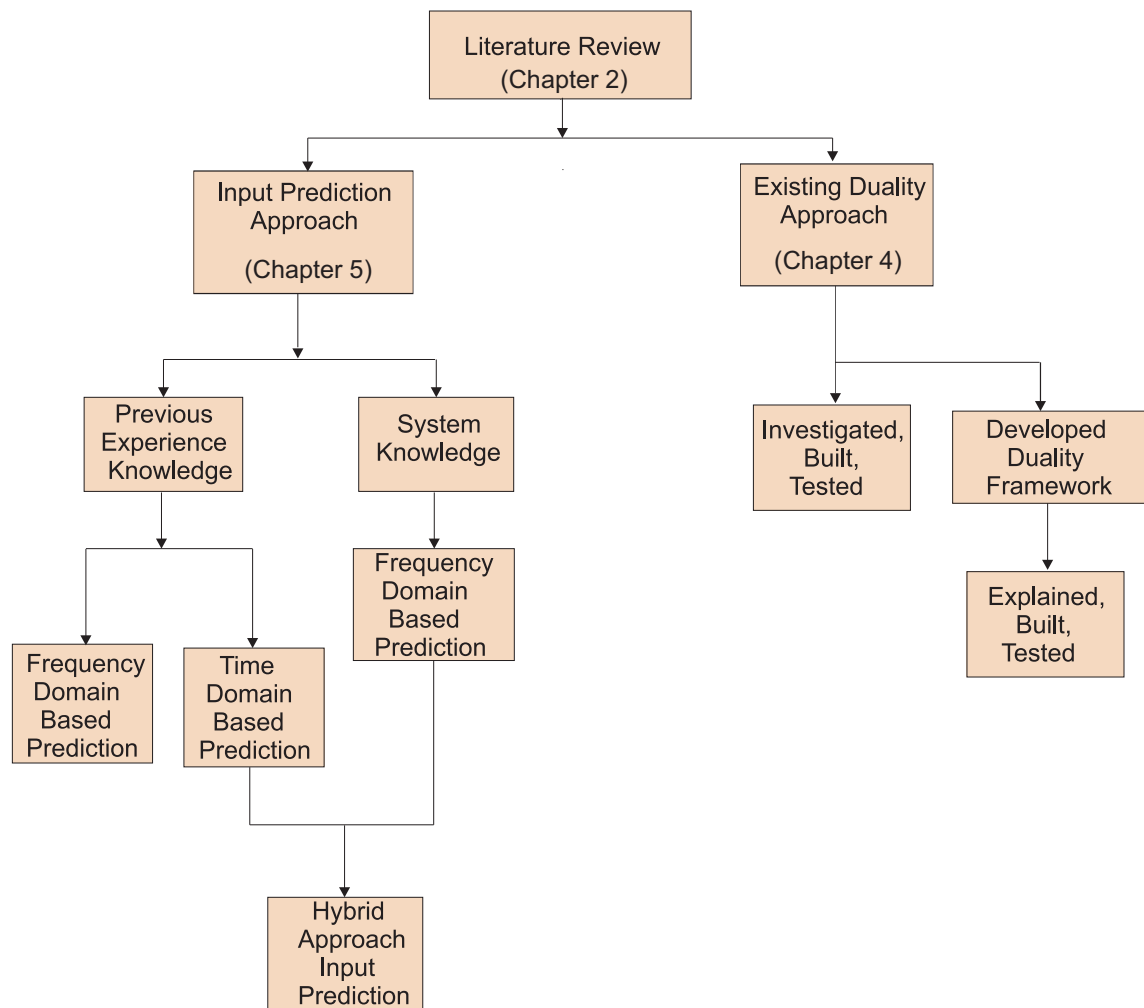 Literature Review
(Chapter 2)
Input Prediction
Approach
(Chapter 5)
Existing Duality
Approach
(Chapter 4)
Previous
Experience
Knowledge
System
Knowledge
Investigated,
Built,
Tested
Developed
Duality
Framework
Frequency
Domain
Based
Prediction
Time
Domain
Based
Prediction
Frequency
Domain
Based
Prediction
Explained,
Built,
Tested
Hybrid
Approach
Input
Prediction